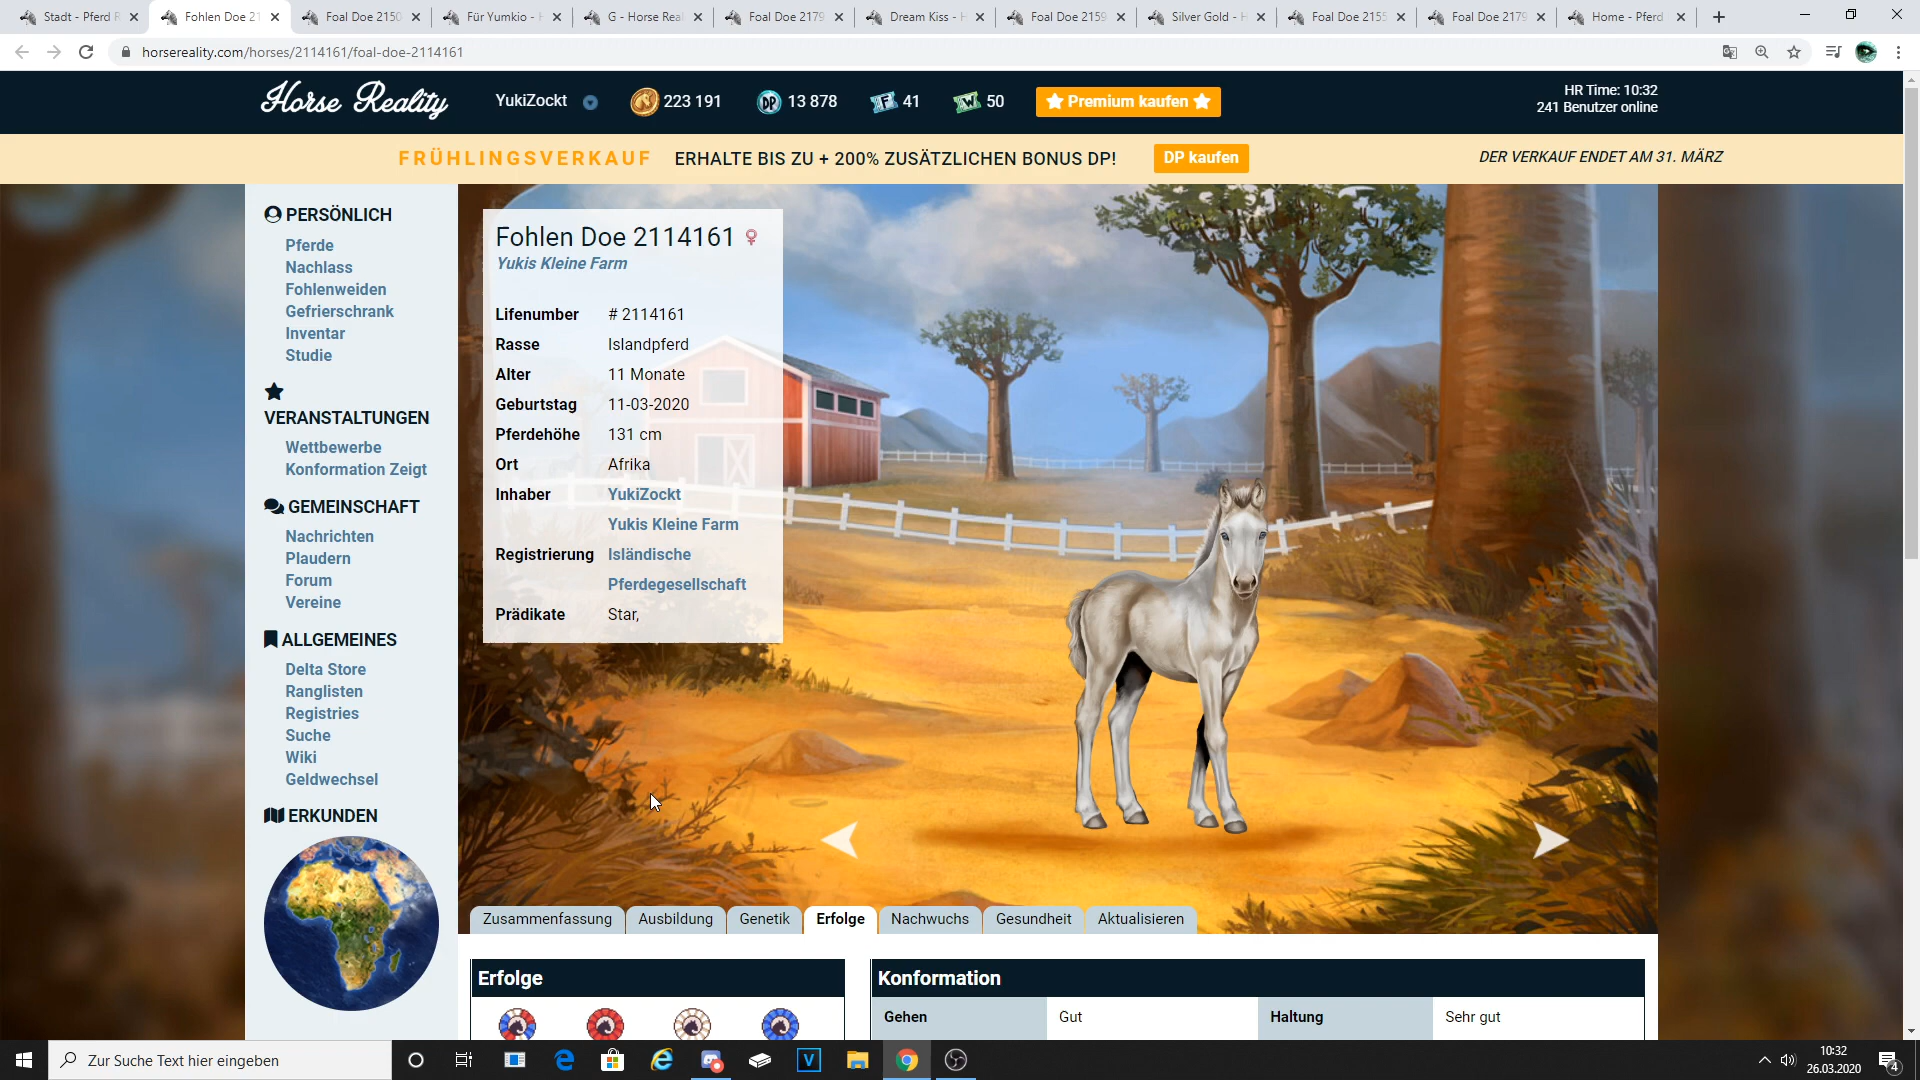 Stadt - Pferd R
Fohlen Doe 21
Foal Doe 2150
Für Yumkio - H
G - Horse Real
Foal Doe 2179
Dream Kiss - H
Foal Doe 2159
Silver Gold - H
Foal Doe 2155
Foal Doe 2179
Home - Pferd
horsereality.com/horses/2114161/foal-doe-2114161
Horse Reality
YukiZockt
223 191
DP 13 878
F 41
W 50
Premium kaufen
HR Time: 10:32
241 Benutzer online
FRÜHLINGSVERKAUF ERHALTE BIS ZU + 200% ZUSÄTZLICHEN BONUS DP! DP kaufen DER VERKAUF ENDET AM 31. MÄRZ
PERSÖNLICH
Pferde
Nachlass
Fohlenweiden
Gefrierschrank
Inventar
Studie
VERANSTALTUNGEN
Wettbewerbe
Konformation Zeigt
GEMEINSCHAFT
Nachrichten
Plaudern
Forum
Vereine
ALLGEMEINES
Delta Store
Ranglisten
Registries
Suche
Wiki
Geldwechsel
ERKUNDEN
Fohlen Doe 2114161 ♀
Yukis Kleine Farm
Lifenumber # 2114161
Rasse Islandpferd
Alter 11 Monate
Geburtstag 11-03-2020
Pferdehöhe 131 cm
Ort Afrika
Inhaber YukiZockt
Yukis Kleine Farm
Registrierung Isländische
Pferdegesellschaft
Prädikate Star,
Zusammenfassung Ausbildung Genetik Erfolge Nachwuchs Gesundheit Aktualisieren
Erfolge
Konformation
Gehen Gut Haltung Sehr gut
Zur Suche Text hier eingeben
V
10:32
26.03.2020
4